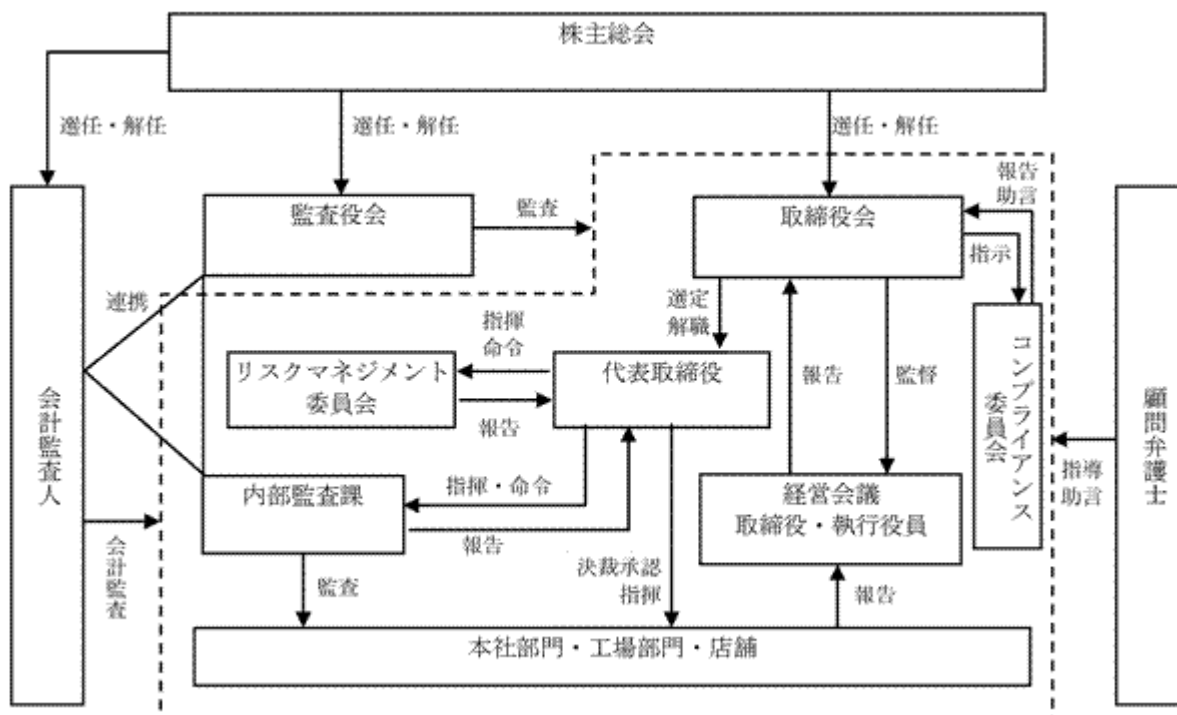 株主総会
選任・解任
選任・解任
選任・解任
監査役会
監査
取締役会
報告
助言
指示
連携
選定
解職
指揮
命令
リスクマネジメント
委員会
報告
代表取締役
報告
監督
コンプライアンス
委員会
会計監査人
顧問弁護士
指導
助言
内部監査課
指揮・命令
報告
経営会議
取締役・執行役員
会計監査
監査
決裁承認
指揮
報告
本社部門・工場部門・店舗